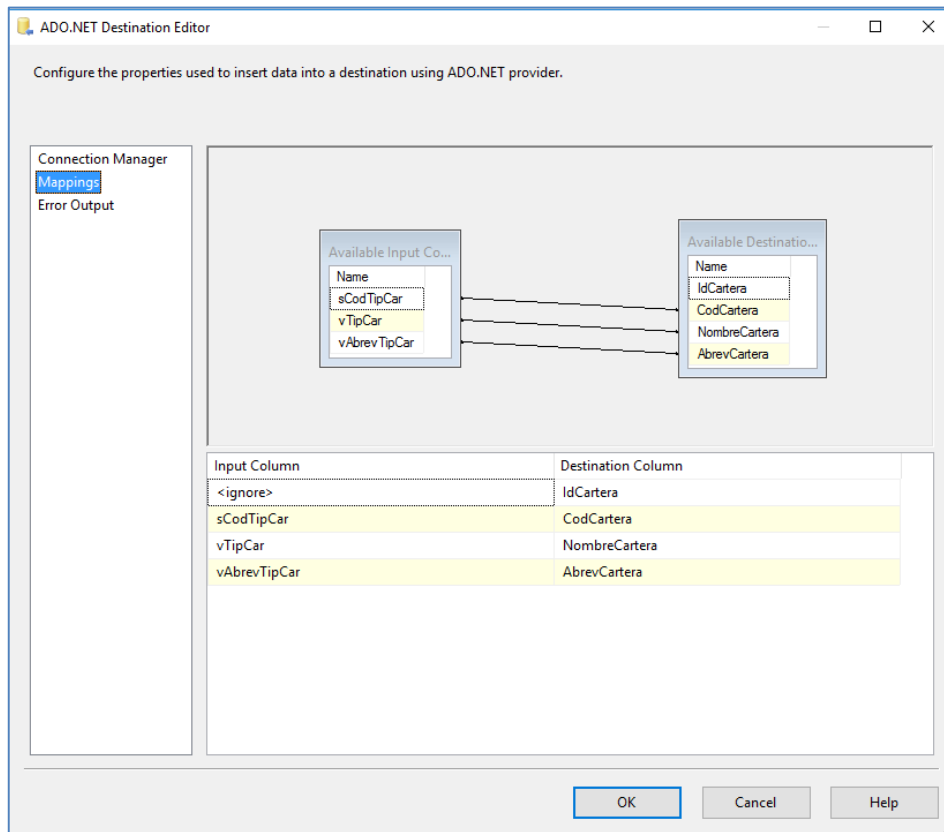 ADO.NET Destination Editor
Configure the properties used to insert data into a destination using ADO.NET provider.
Connection Manager
Mappings
Error Output
Available Input Co...
Name
sCodTipCar
vTipCar
vAbrevTipCar
Available Destinatio...
Name
IdCartera
CodCartera
NombreCartera
AbrevCartera
Input Column Destination Column
<ignore> IdCartera
sCodTipCar CodCartera
vTipCar NombreCartera
vAbrevTipCar AbrevCartera
OK Cancel Help